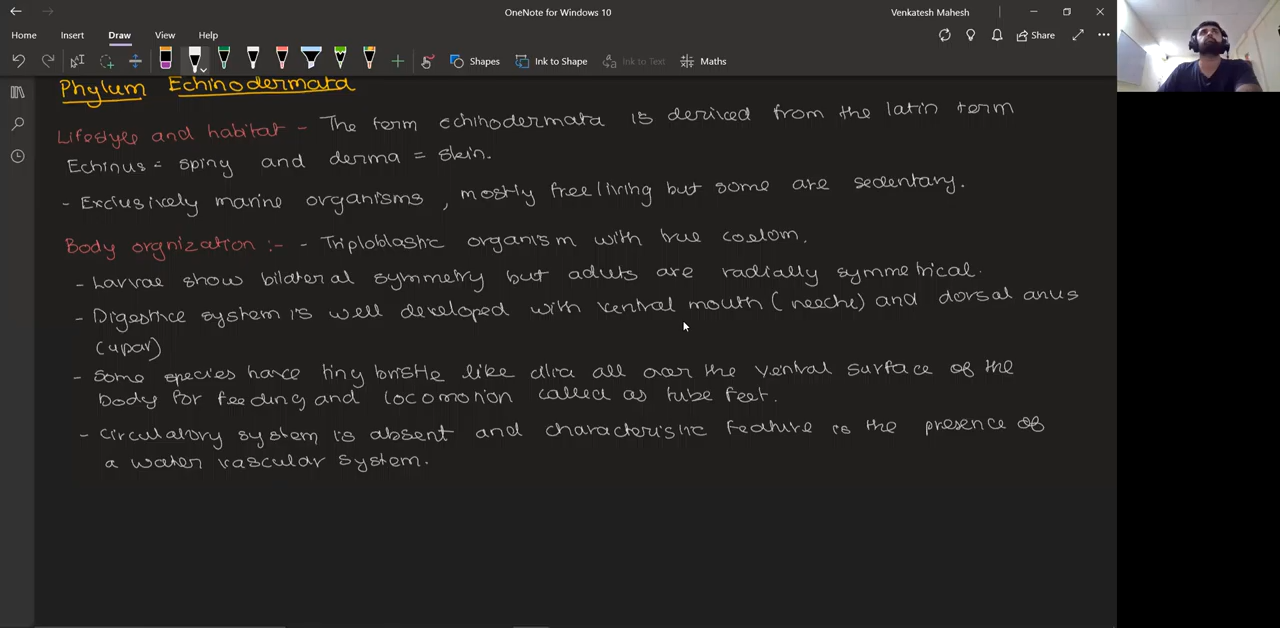 OneNote for Windows 10
Venkatesh Mahesh
Home Insert Draw View Help
Share
Shapes Ink to Shape Ink to Text Maths
Phylum Echinodermata
Lifestyle and habitat - The term echinodermata is derived from the latin term
Echinus = spiny and derma = skin.
- Exclusively marine organisms, mostly free living but some are sedentary.
Body orgnization :- - Triploblastic organism with true coelom.
- Larvae show bilateral symmetry but adults are radially symmetrical.
- Digestice system is well developed with ventral mouth (neeche) and dorsal anus
(upar)
- Some species have tiny bristle like cilia all over the ventral surface of the
body for feeding and locomotion called as tube feet.
- Circulatory system is absent and characteristic feature is the presence of
a water vascular system.